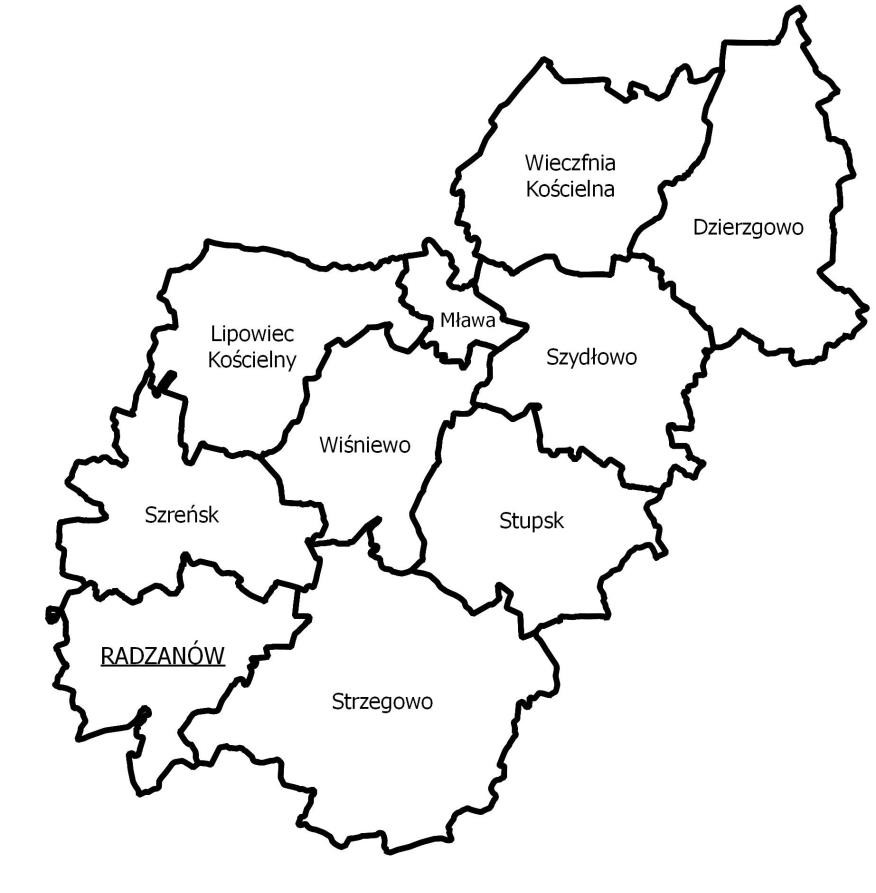 Wieczfnia
Kościelna
Dzierzgowo
Mława
Lipowiec
Kościelny
Szydłowo
Wiśniewo
Szreńsk
Stupsk
RADZANÓW
Strzegowo